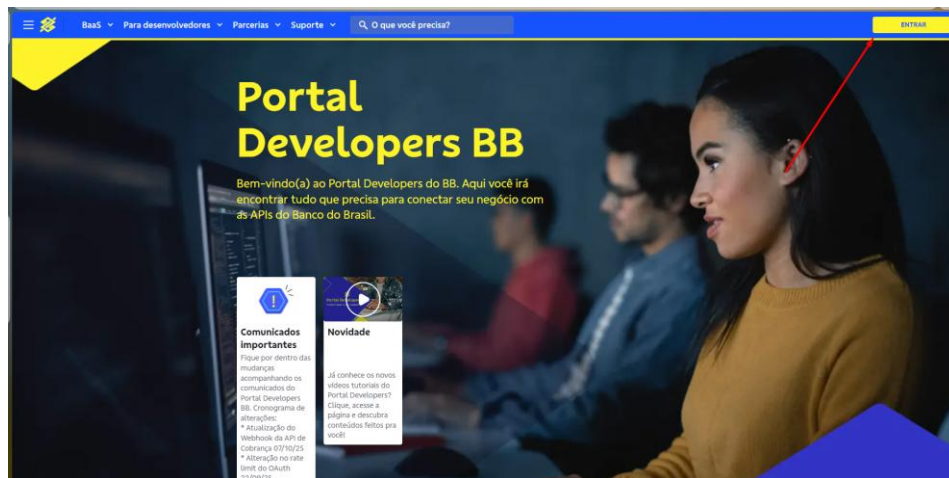 BaaS Para desenvolvedores Parcerias Suporte O que você precisa? ENTRAR
Portal
Developers BB
Bem-vindo(a) ao Portal Developers do BB. Aqui você irá
encontrar tudo que precisa para conectar seu negócio com
as APIs do Banco do Brasil.
Comunicados
importantes
Fique por dentro das
mudanças
acompanhando os
comunicados do
Portal Developers
BB. Cronograma de
alterações:
* Atualização do
Webhook da API de
Cobrança 07/10/25
* Alteração no rate
limit do OAuth
Novidade
Já conhece os novos
vídeos tutoriais do
Portal Developers?
Clique, acesse a
página e descubra
conteúdos feitos pra
você!